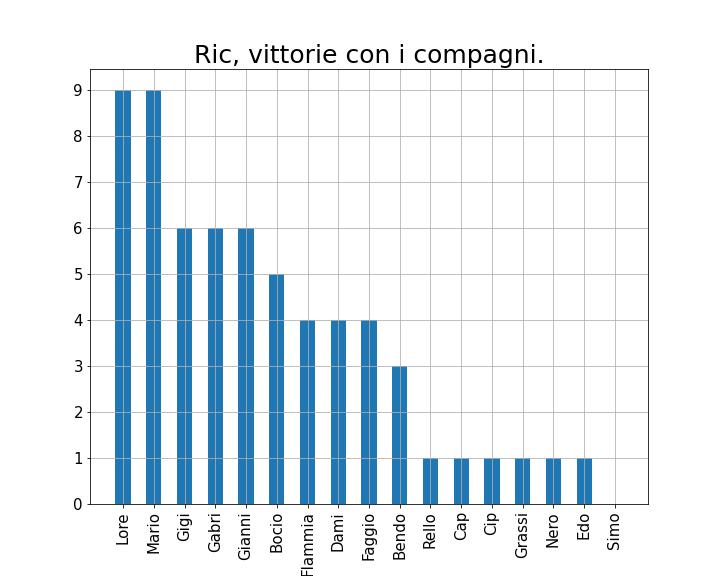 Ric, vittorie con i compagni.
9
8
7
6
5
4
3
2
1
0
Lore
Mario
Gigi
Gabri
Gianni
Bocio
Flammia
Dami
Faggio
Bendo
Rello
Cap
Cip
Grassi
Nero
Edo
Simo